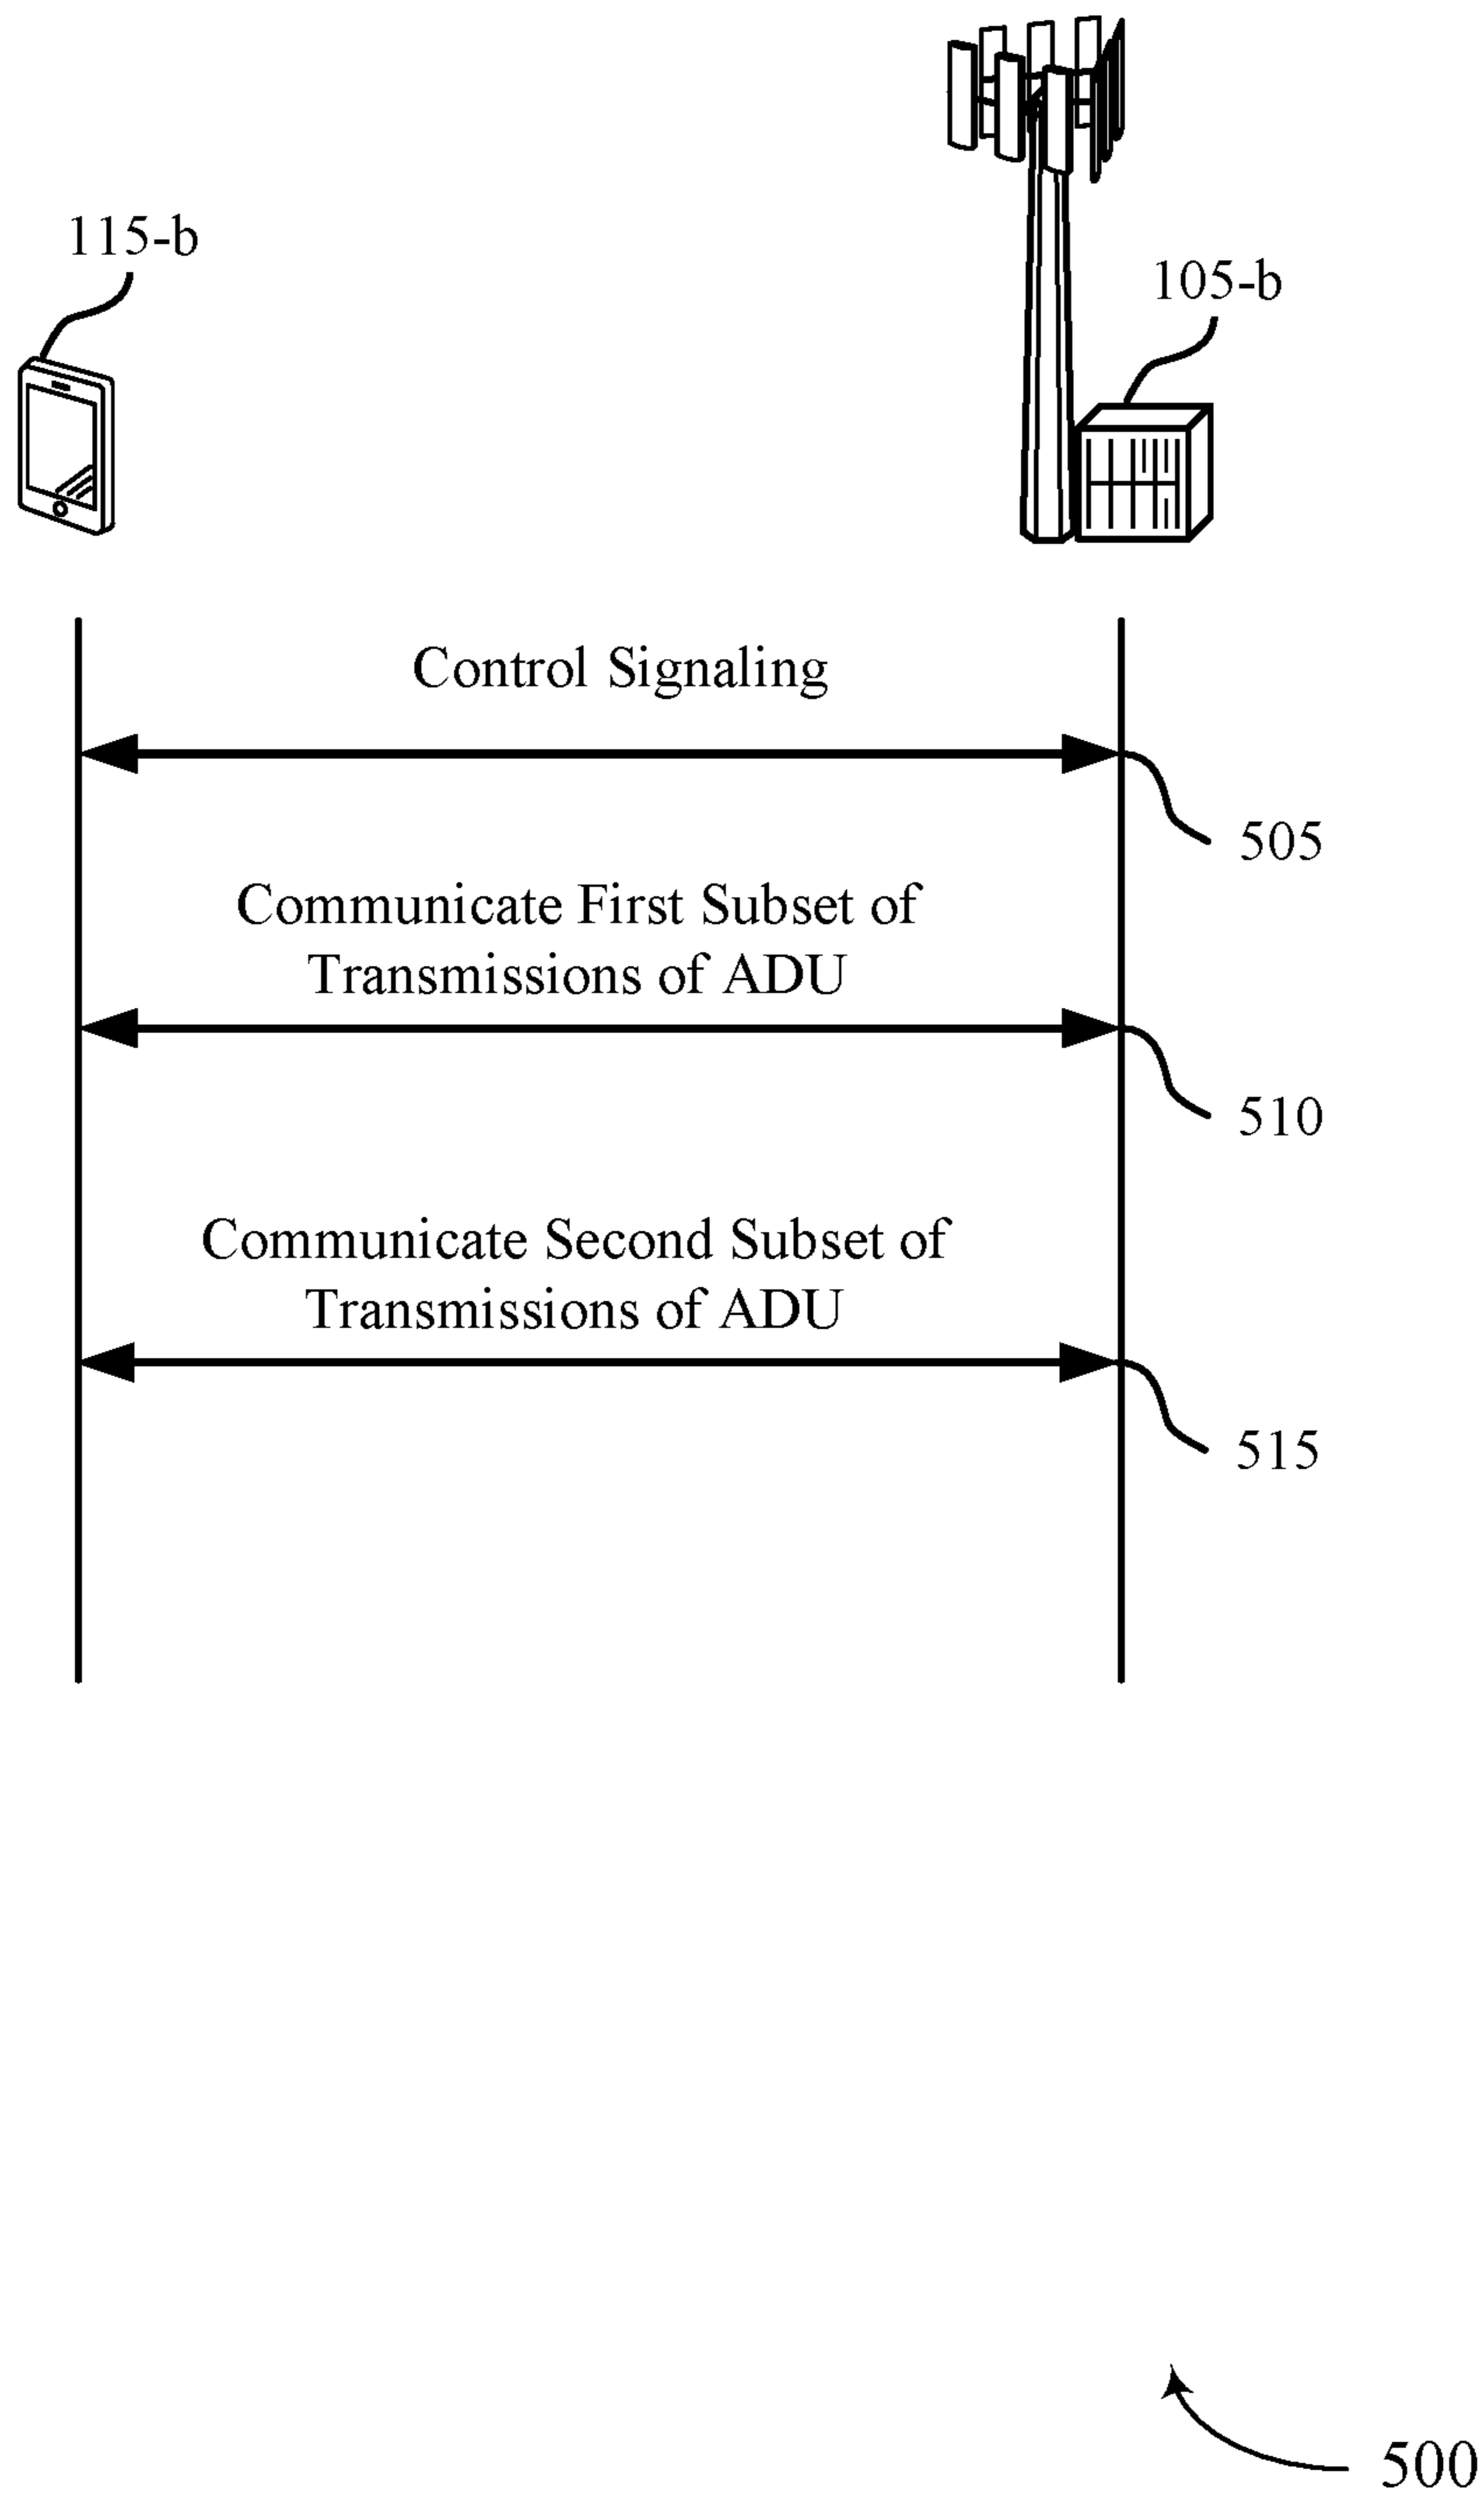 115-b
105-b
Control Signaling
505
Communicate First Subset of
Transmissions of ADU
510
Communicate Second Subset of
Transmissions of ADU
515
500